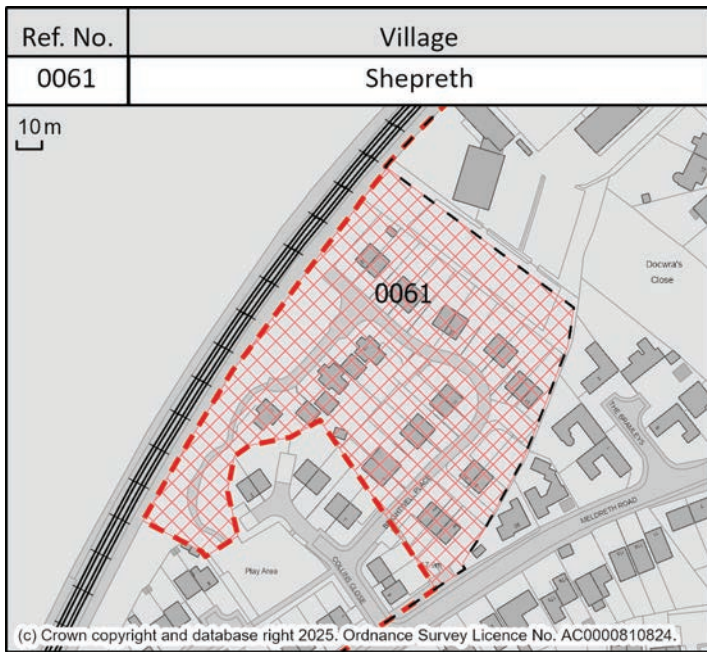 Ref. No. Village
0061 Shepreth
10 m
0061
Docwra's
Close
THE BRAMLEYS
MELDRETH ROAD
COLLINS CLOSE
Play Area
(c) Crown copyright and database right 2025. Ordnance Survey Licence No. AC0000810824.